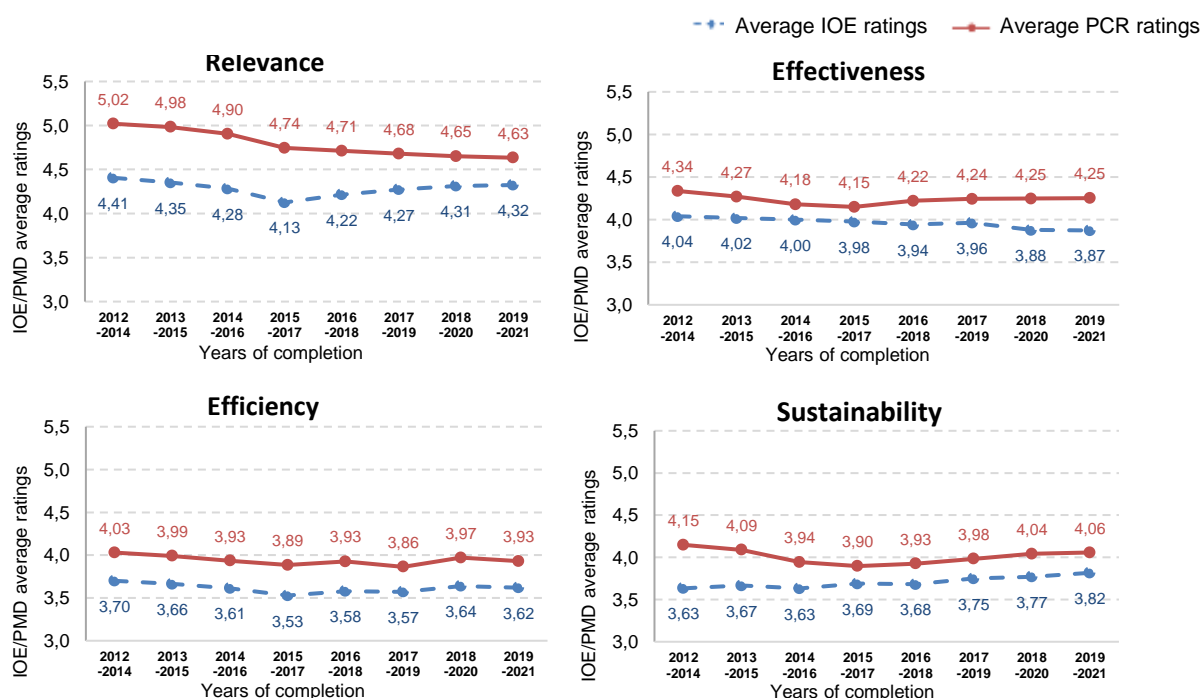 Average IOE ratings Average PCR ratings
Relevance
IOE/PMD average ratings
5,5
5,0
4,5
4,0
3,5
3,0
5,02 4,98 4,90 4,74 4,71 4,68 4,65 4,63
4,41 4,35 4,28 4,13 4,22 4,27 4,31 4,32
2012 2013 2014 2015 2016 2017 2018 2019
-2014 -2015 -2016 -2017 -2018 -2019 -2020 -2021
Years of completion
Effectiveness
IOE/PMD average ratings
5,5
5,0
4,5
4,0
3,5
3,0
4,34 4,27 4,18 4,15 4,22 4,24 4,25 4,25
4,04 4,02 4,00 3,98 3,94 3,96 3,88 3,87
2012 2013 2014 2015 2016 2017 2018 2019
-2014 -2015 -2016 -2017 -2018 -2019 -2020 -2021
Years of completion
Efficiency
IOE/PMD average ratings
5,5
5,0
4,5
4,0
3,5
3,0
4,03 3,99 3,93 3,89 3,93 3,86 3,97 3,93
3,70 3,66 3,61 3,53 3,58 3,57 3,64 3,62
2012 2013 2014 2015 2016 2017 2018 2019
-2014 -2015 -2016 -2017 -2018 -2019 -2020 -2021
Years of completion
Sustainability
IOE/PMD average ratings
5,5
5,0
4,5
4,0
3,5
3,0
4,15 4,09 3,94 3,90 3,93 3,98 4,04 4,06
3,63 3,67 3,63 3,69 3,68 3,75 3,77 3,82
2012 2013 2014 2015 2016 2017 2018 2019
-2014 -2015 -2016 -2017 -2018 -2019 -2020 -2021
Years of completion